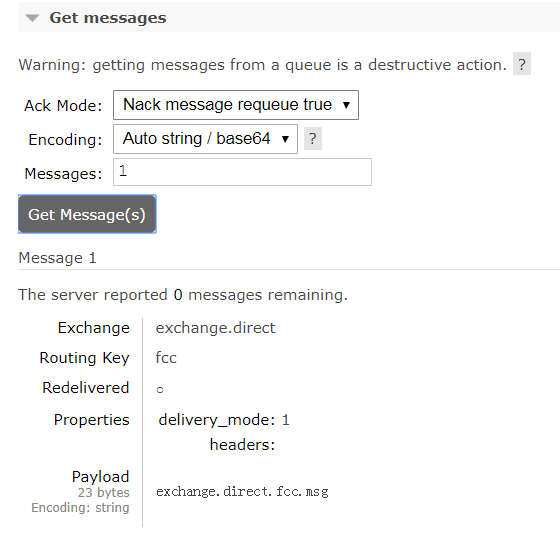 Get messages
Warning: getting messages from a queue is a destructive action. ?
Ack Mode: Nack message requeue true
Encoding: Auto string / base64 ?
Messages: 1
Get Message(s)
Message 1
The server reported 0 messages remaining.
Exchange exchange.direct
Routing Key fcc
Redelivered ○
Properties delivery_mode: 1
headers:
Payload
23 bytes
Encoding: string
exchange.direct.fcc.msg